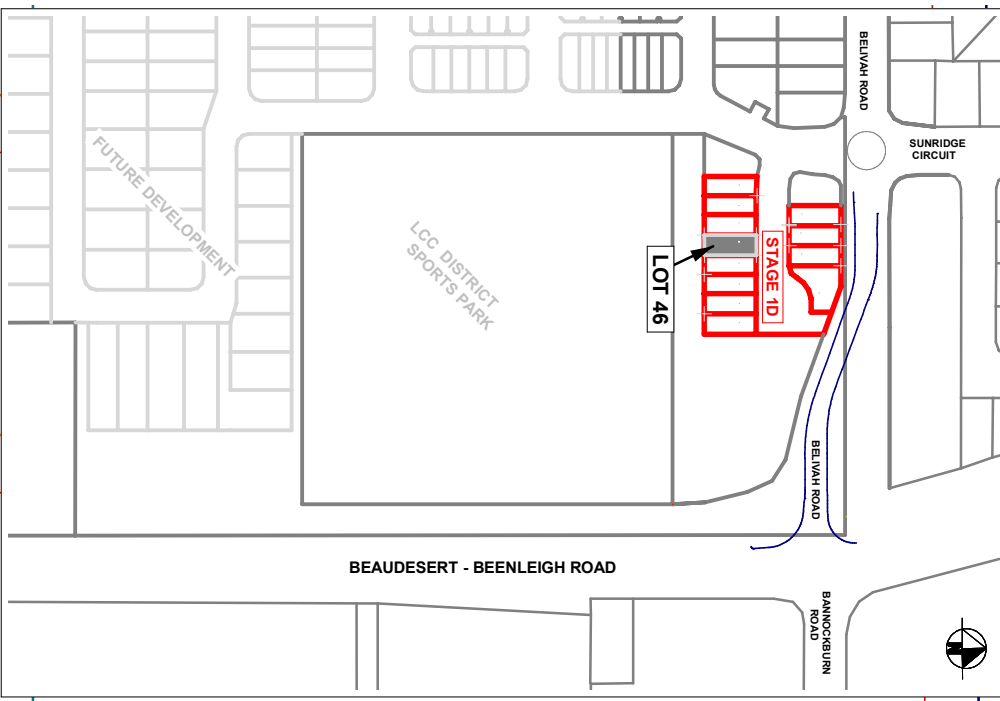 BELIVAH ROAD
SUNRIDGE
CIRCUIT
FUTURE DEVELOPMENT
LCC DISTRICT
SPORTS PARK
LOT 46
STAGE 1D
BELIVAH ROAD
BEAUDESERT - BEENLEIGH ROAD
BANNOCKBURN
ROAD
N